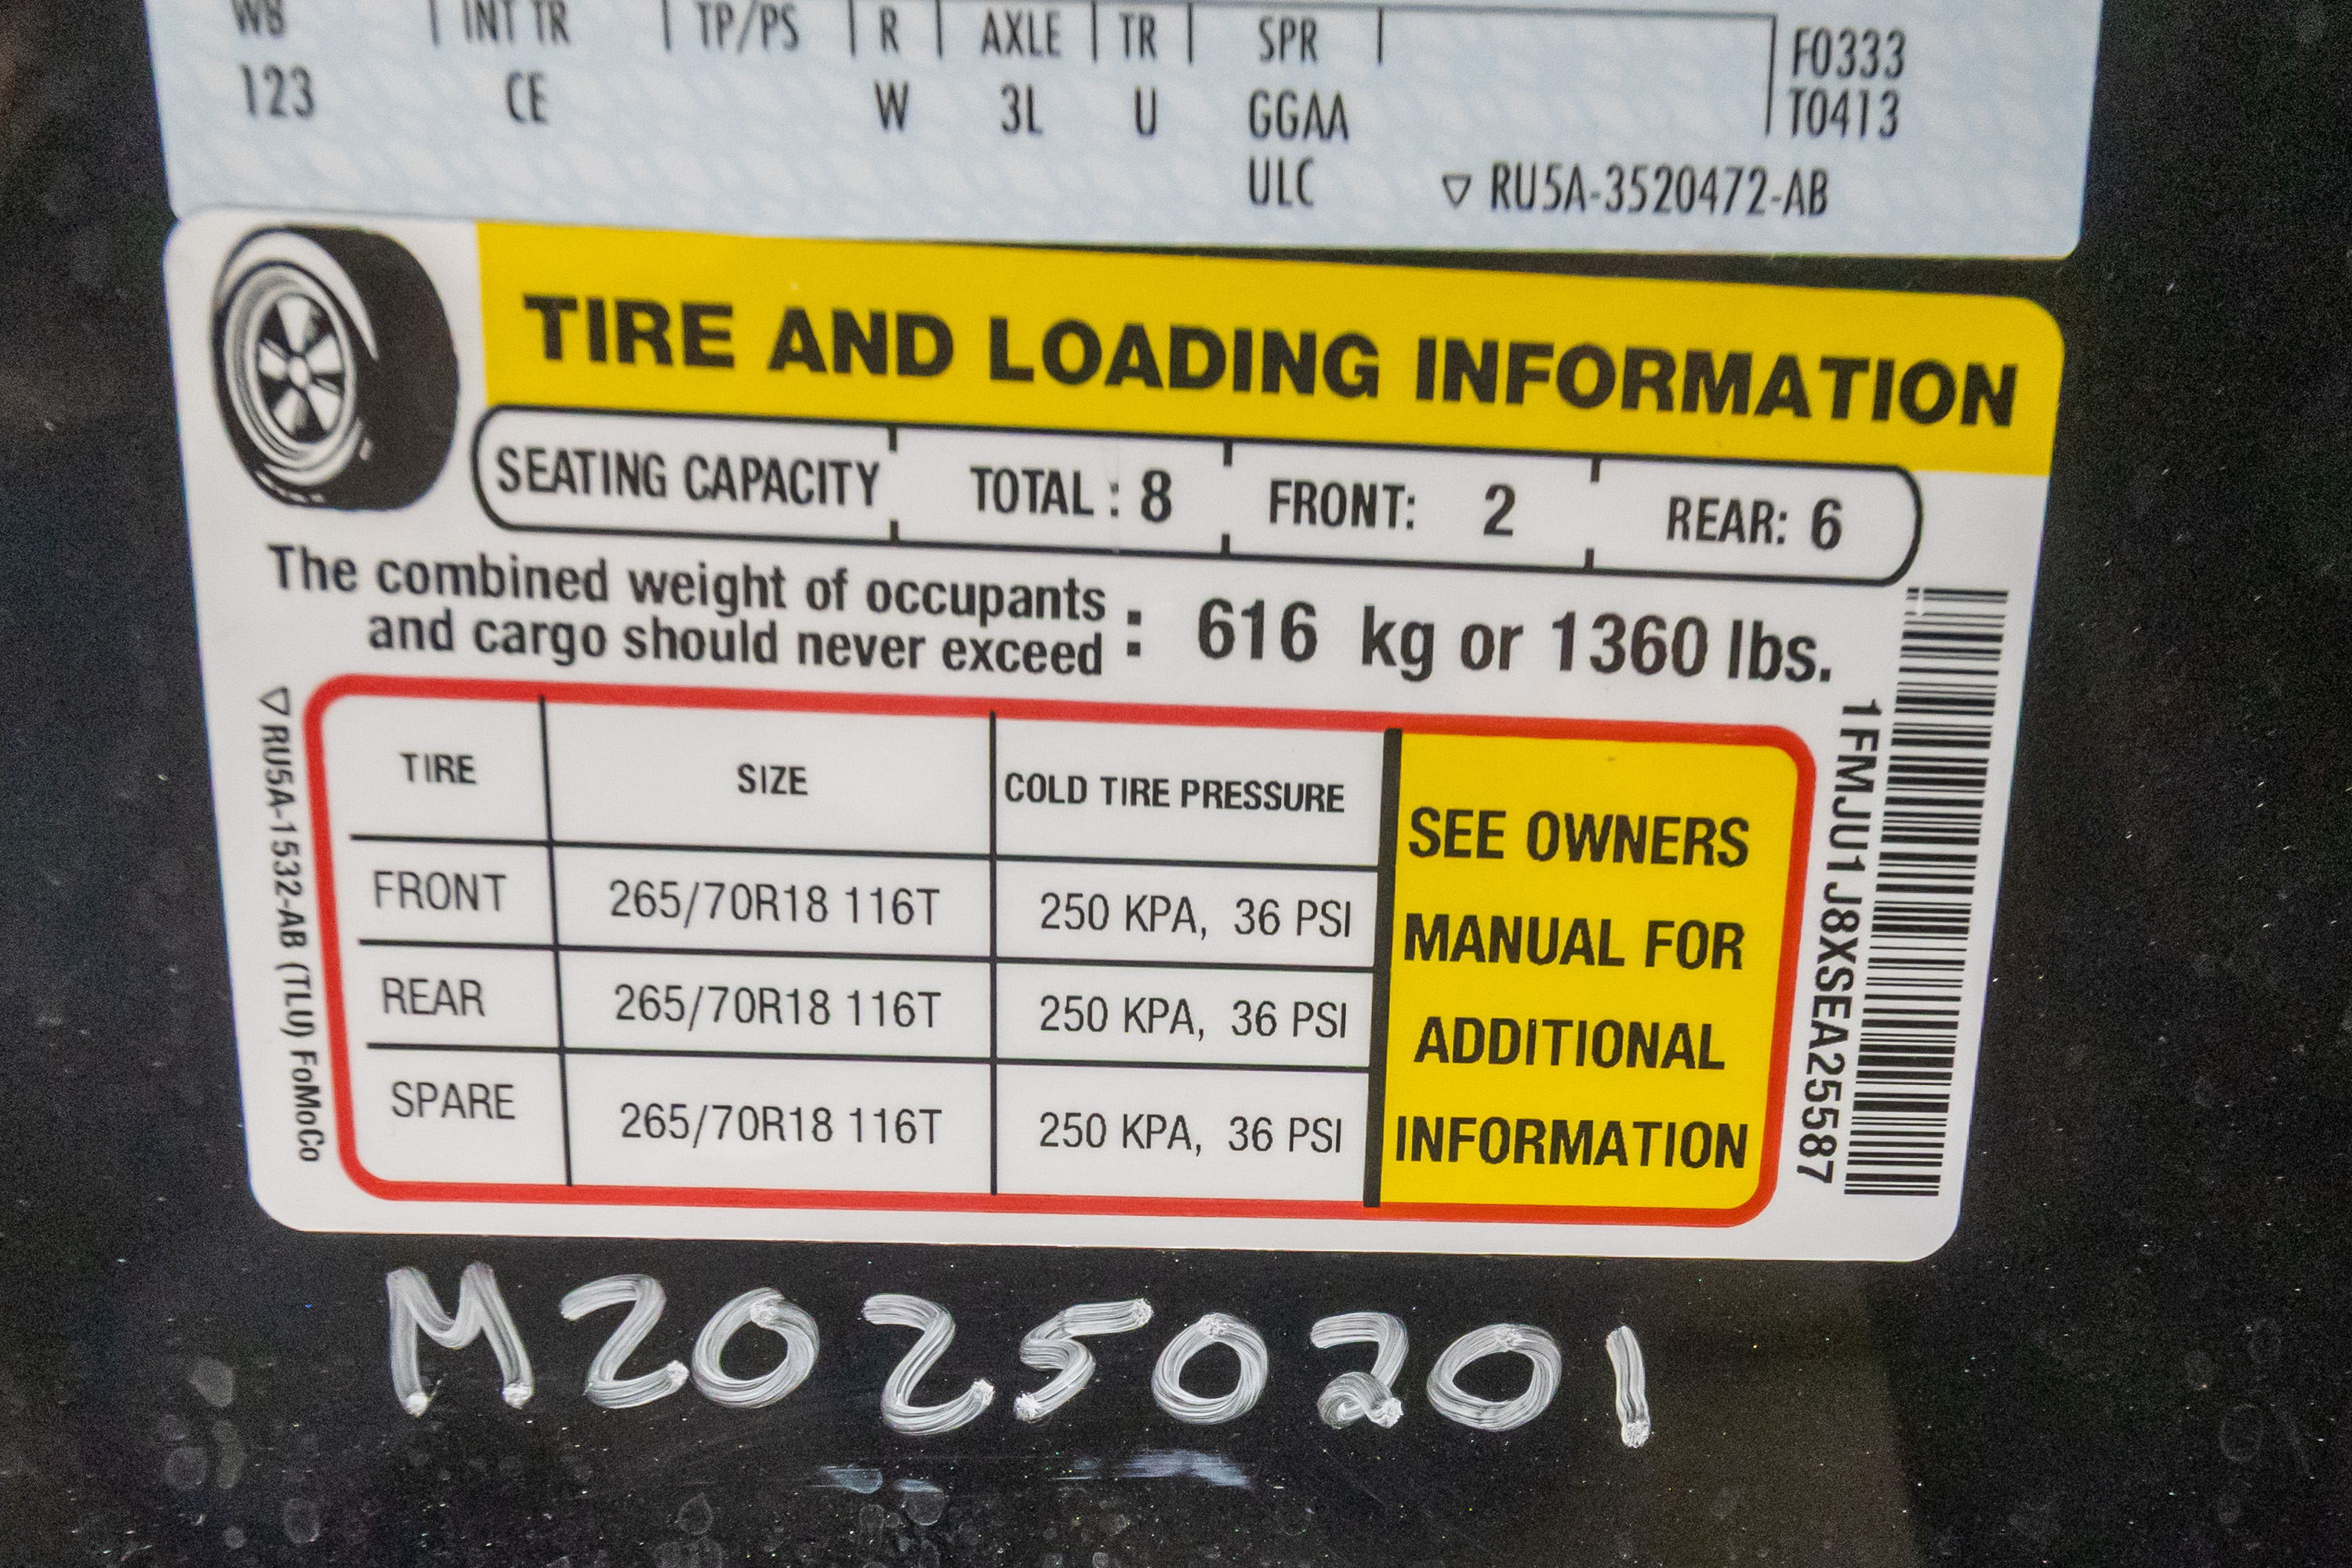 WB | INT TR | TP/PS | R | AXLE | TR | SPR | F0333
123 CE W 3L U GGAA T0413
ULC ▽ RU5A-3520472-AB
TIRE AND LOADING INFORMATION
SEATING CAPACITY TOTAL : 8 FRONT: 2 REAR: 6
The combined weight of occupants
and cargo should never exceed : 616 kg or 1360 lbs.
TIRE SIZE COLD TIRE PRESSURE
FRONT 265/70R18 116T 250 KPA, 36 PSI
REAR 265/70R18 116T 250 KPA, 36 PSI
SPARE 265/70R18 116T 250 KPA, 36 PSI
SEE OWNERS
MANUAL FOR
ADDITIONAL
INFORMATION
▽RU5A-1532-AB (TLU) FoMoCo
1FMJU1J8XSEA25587
M20250201